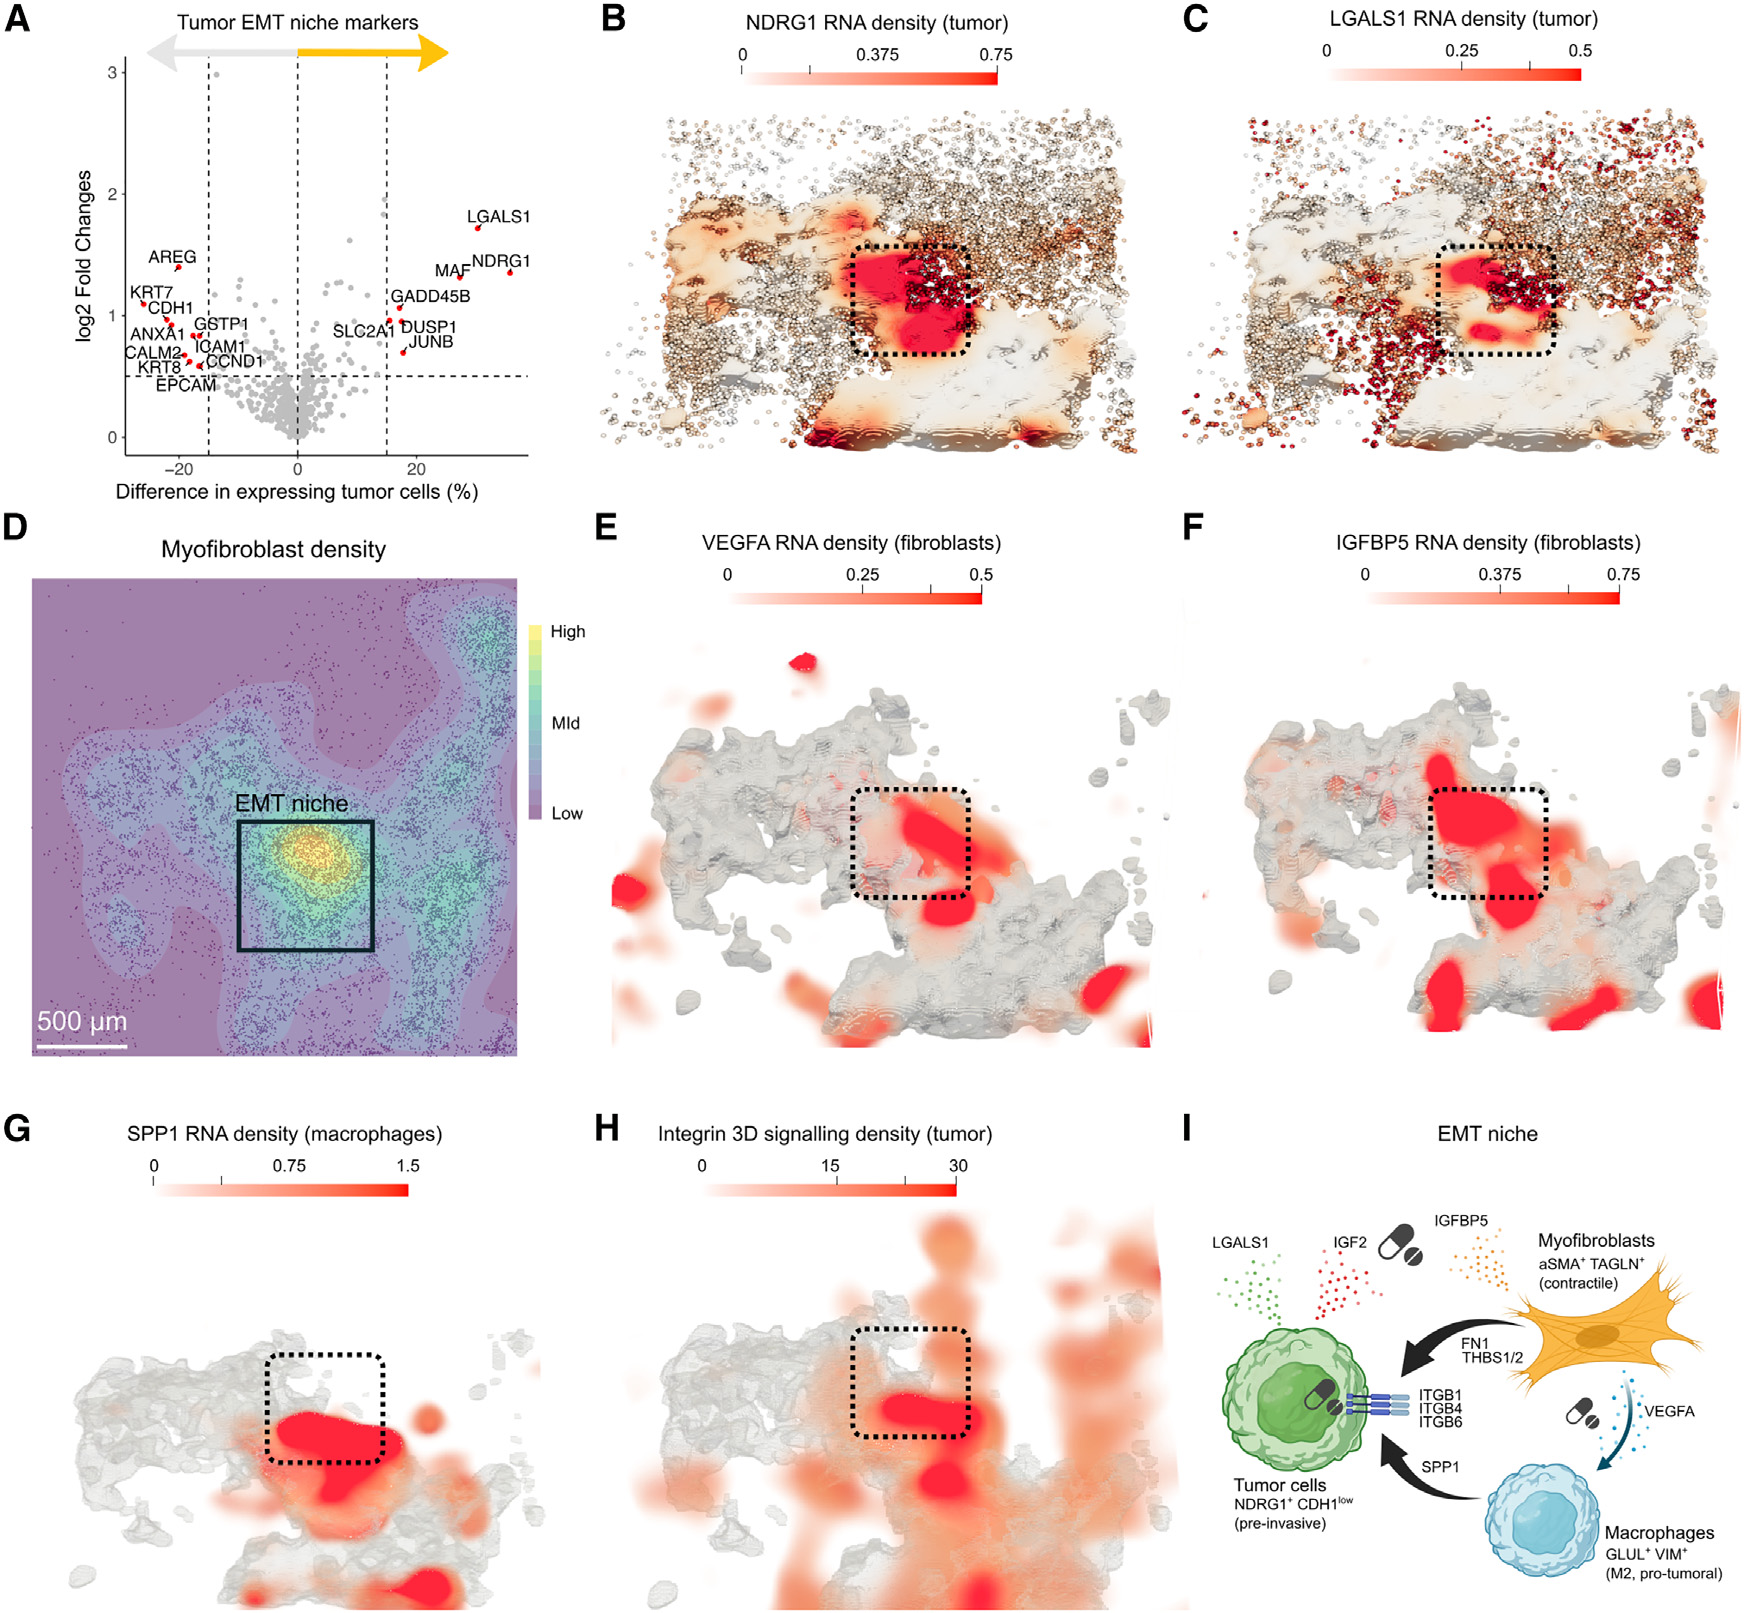 A
Tumor EMT niche markers
log2 Fold Changes
3
2
1
0
−20
0
20
Difference in expressing tumor cells (%)
LGALS1
NDRG1
MAF
GADD45B
SLC2A1
DUSP1
JUNB
AREG
KRT7
CDH1
ANXA1
GSTP1
CALM2
ICAM1
KRT8
CCND1
EPCAM
B
NDRG1 RNA density (tumor)
0 0.375 0.75
C
LGALS1 RNA density (tumor)
0 0.25 0.5
D
Myofibroblast density
EMT niche
500 µm
High
MId
Low
E
VEGFA RNA density (fibroblasts)
0 0.25 0.5
F
IGFBP5 RNA density (fibroblasts)
0 0.375 0.75
G
SPP1 RNA density (macrophages)
0 0.75 1.5
H
Integrin 3D signalling density (tumor)
0 15 30
I
EMT niche
LGALS1
IGF2
IGFBP5
Myofibroblasts
aSMA⁺ TAGLN⁺
(contractile)
FN1
THBS1/2
ITGB1
ITGB4
ITGB6
VEGFA
SPP1
Tumor cells
NDRG1⁺ CDH1ˡᵒʷ
(pre-invasive)
Macrophages
GLUL⁺ VIM⁺
(M2, pro-tumoral)